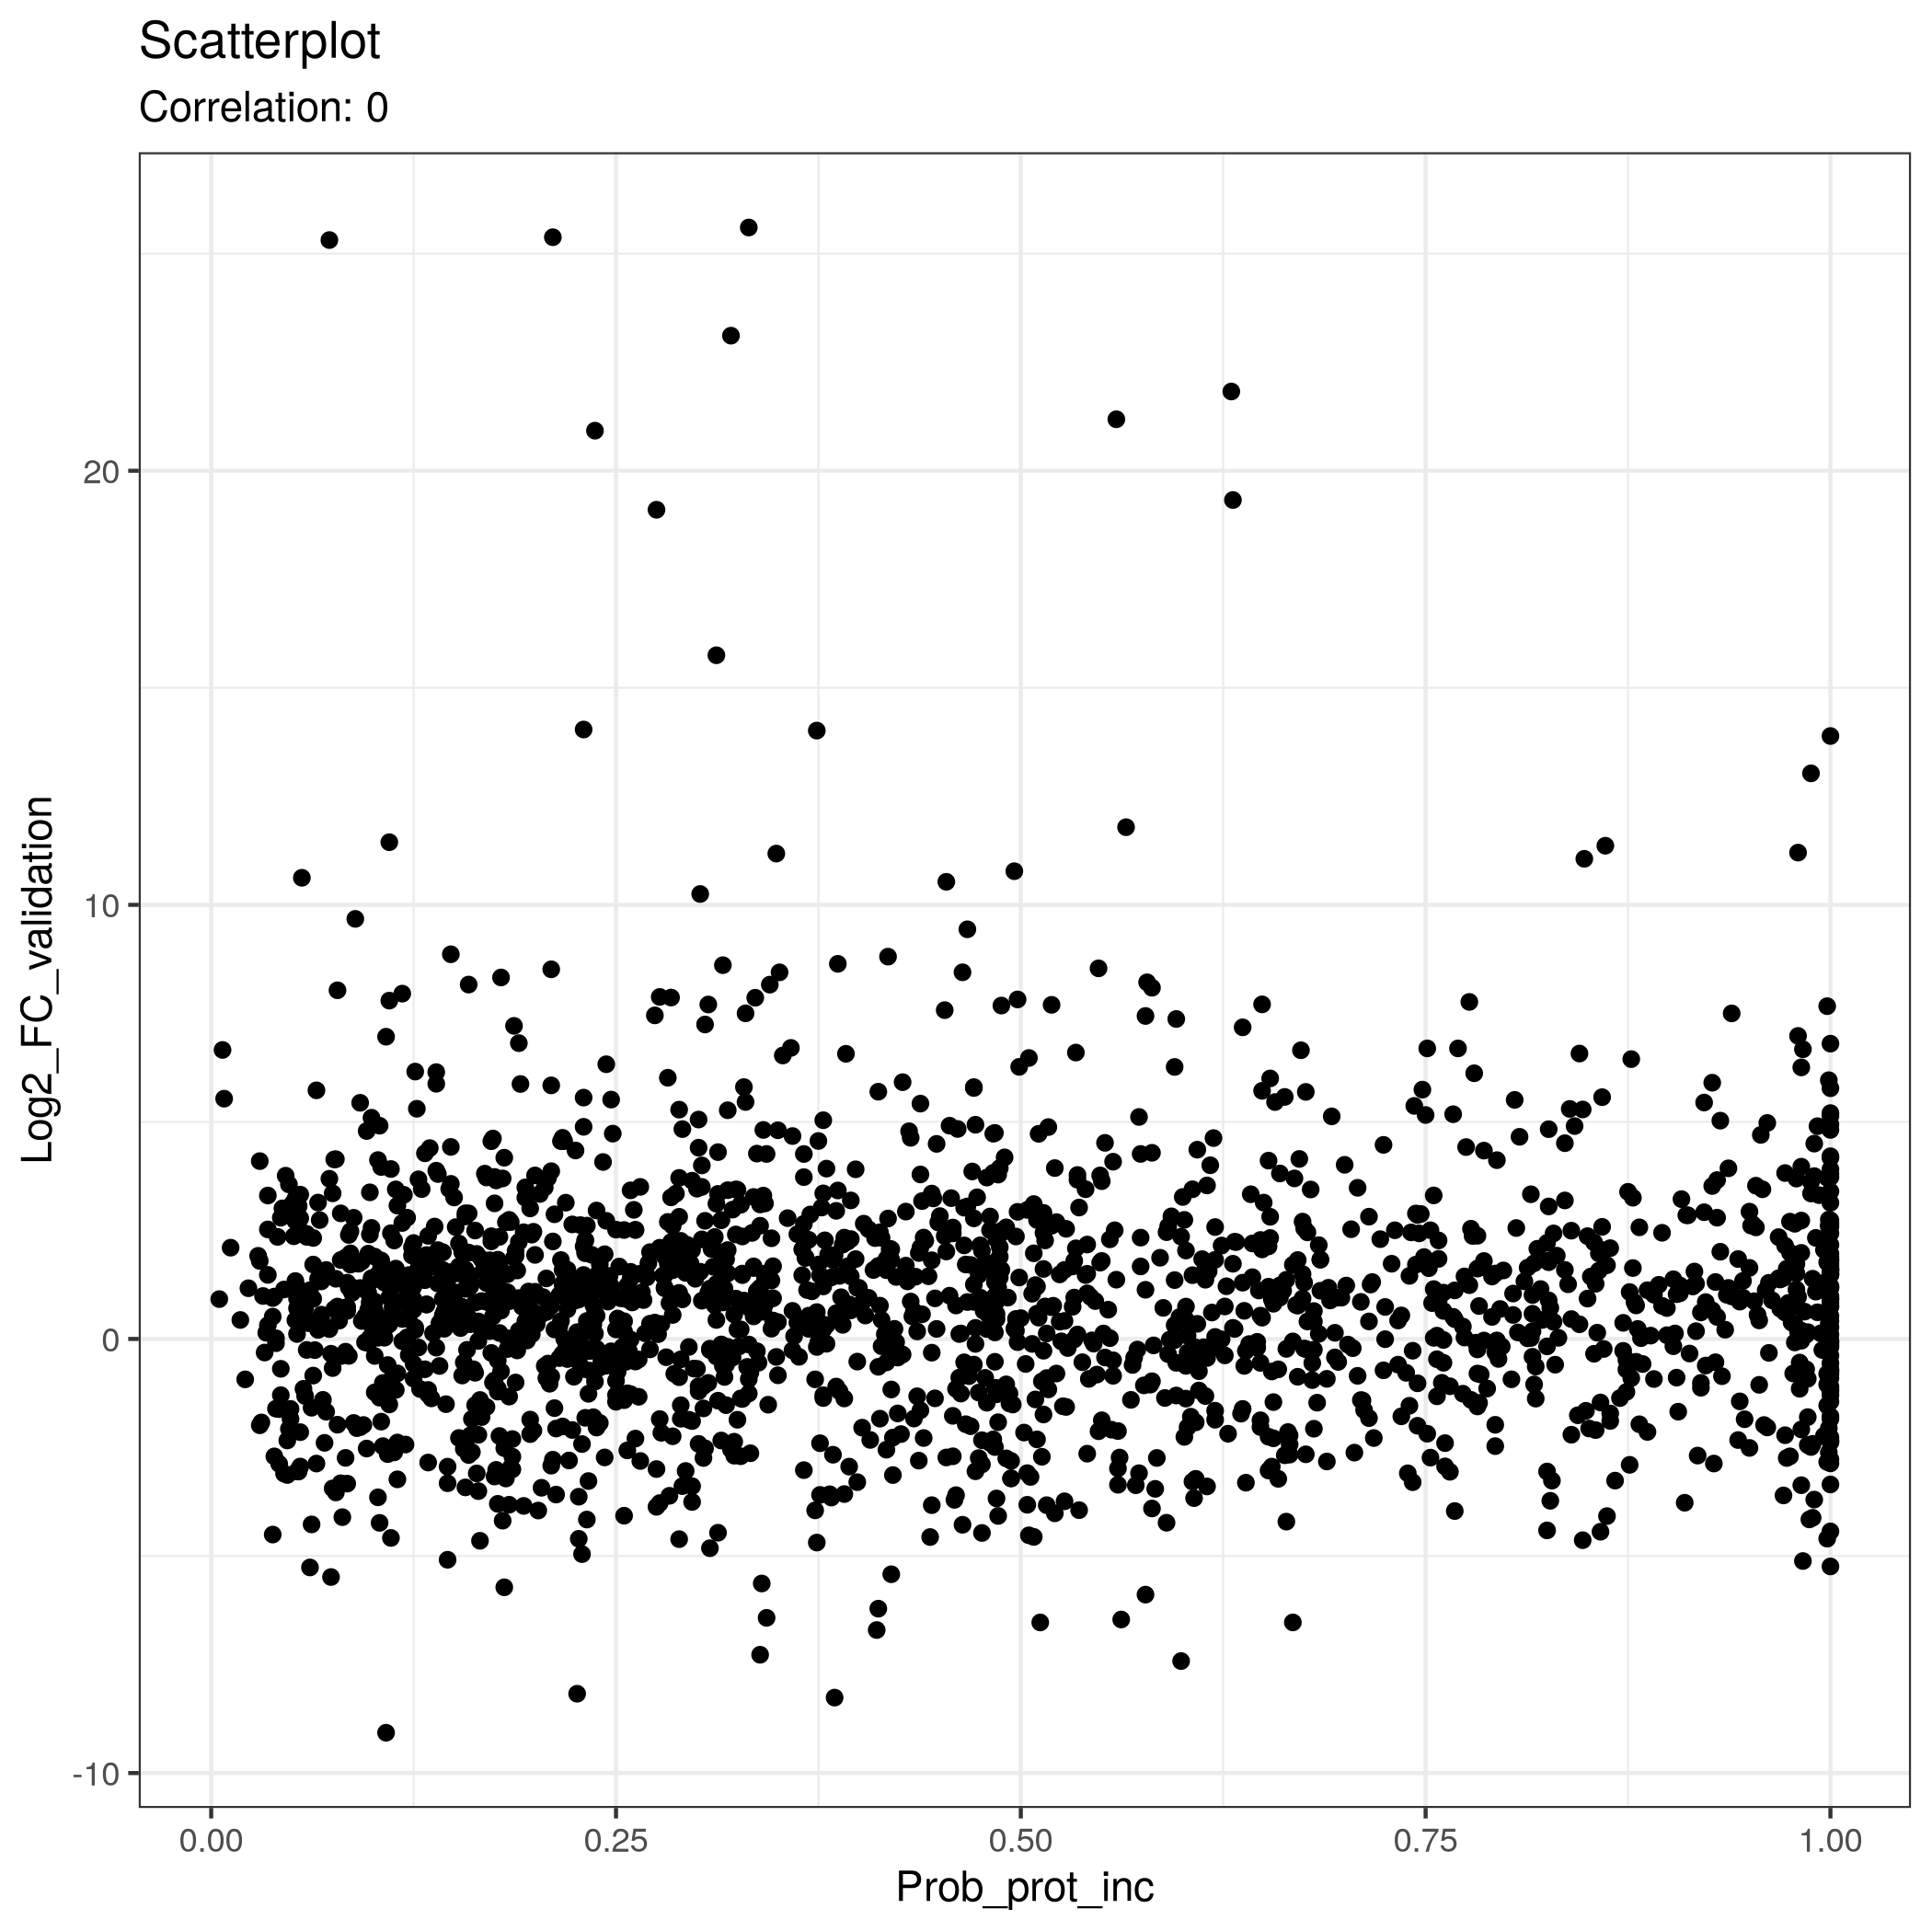 Scatterplot
Correlation: 0
Log2_FC_validation
20
10
0
-10
0.00 0.25 0.50 0.75 1.00
Prob_prot_inc